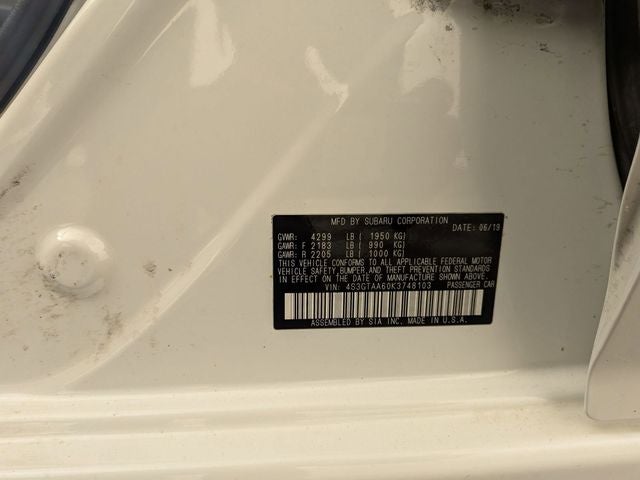 MFD BY SUBARU CORPORATION
DATE: 06/19
GVWR: 4299 LB ( 1950 KG)
GAWR: F 2183 LB ( 990 KG)
GAWR: R 2205 LB ( 1000 KG)
THIS VEHICLE CONFORMS TO ALL APPLICABLE FEDERAL MOTOR
VEHICLE SAFETY,BUMPER,AND THEFT PREVENTION STANDARDS
IN EFFECT ON THE DATE OF MANUFACTURE SHOWN ABOVE.
VIN: 4S3GTAA60K3748103 PASSENGER CAR
ASSEMBLED BY SIA INC. MADE IN U.S.A.